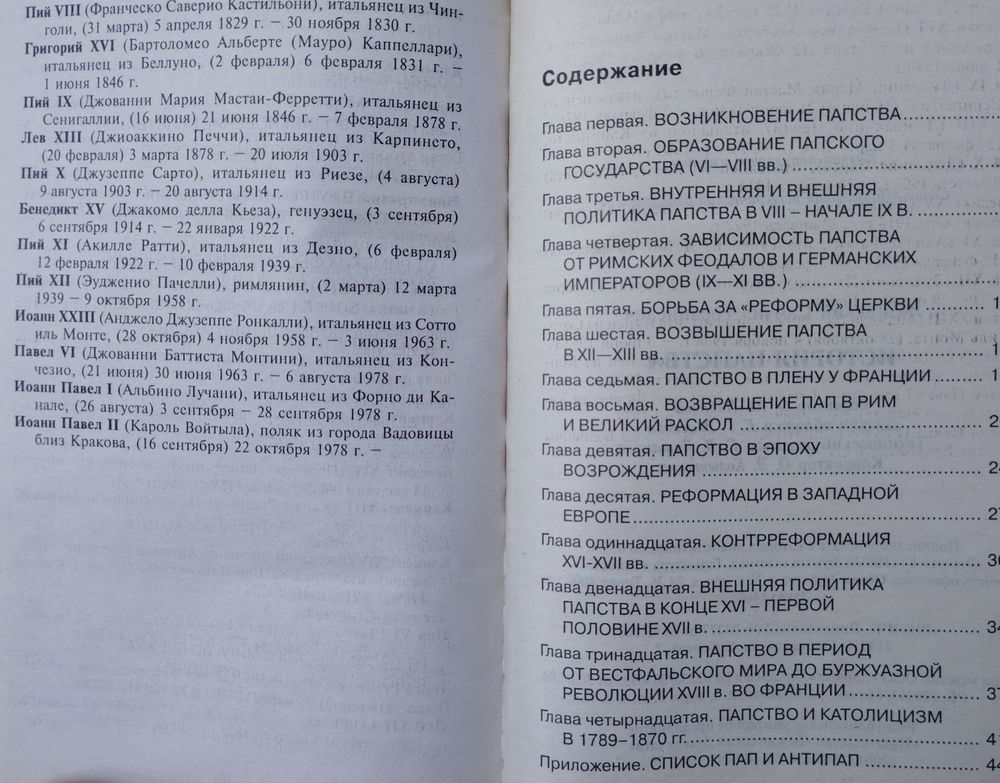 Пий VIII (Франческо Саверио Кастильони), итальянец из Чин-
голи, (31 марта) 5 апреля 1829 г. – 30 ноября 1830 г.
Григорий XVI (Бартоломео Альберте (Мауро) Каппеллари),
итальянец из Беллуно, (2 февраля) 6 февраля 1831 г. –
1 июня 1846 г.
Пий IX (Джованни Мария Мастаи-Ферретти), итальянец из
Сенигаллии, (16 июня) 21 июня 1846 г. – 7 февраля 1878 г.
Лев XIII (Джиоаккино Печчи), итальянец из Карпинето,
(20 февраля) 3 марта 1878 г. – 20 июля 1903 г.
Пий X (Джузеппе Сарто), итальянец из Риезе, (4 августа)
9 августа 1903 г. – 20 августа 1914 г.
Бенедикт XV (Джакомо делла Кьеза), генуэзец, (3 сентября)
6 сентября 1914 г. – 22 января 1922 г.
Пий XI (Акилле Ратти), итальянец из Дезно, (6 февраля)
12 февраля 1922 г. – 10 февраля 1939 г.
Пий XII (Эудженио Пачелли), римлянин, (2 марта) 12 марта
1939 – 9 октября 1958 г.
Иоанн XXIII (Анджело Джузеппе Ронкалли), итальянец из Сотто
иль Монте, (28 октября) 4 ноября 1958 г. – 3 июня 1963 г.
Павел VI (Джованни Баттиста Монтини), итальянец из Кон-
чезио, (21 июня) 30 июня 1963 г. – 6 августа 1978 г.
Иоанн Павел I (Альбино Лучани), итальянец из Форно ди Ка-
нале, (26 августа) 3 сентября – 28 сентября 1978 г.
Иоанн Павел II (Кароль Войтыла), поляк из города Вадовицы
близ Кракова, (16 сентября) 22 октября 1978 г. –
Содержание
Глава первая. ВОЗНИКНОВЕНИЕ ПАПСТВА
Глава вторая. ОБРАЗОВАНИЕ ПАПСКОГО
ГОСУДАРСТВА (VI—VIII вв.)
Глава третья. ВНУТРЕННЯЯ И ВНЕШНЯЯ
ПОЛИТИКА ПАПСТВА В VIII – НАЧАЛЕ IX В.
Глава четвертая. ЗАВИСИМОСТЬ ПАПСТВА
ОТ РИМСКИХ ФЕОДАЛОВ И ГЕРМАНСКИХ
ИМПЕРАТОРОВ (IX—XI ВВ.)
Глава пятая. БОРЬБА ЗА «РЕФОРМУ» ЦЕРКВИ ........ 1
Глава шестая. ВОЗВЫШЕНИЕ ПАПСТВА
В XII—XIII вв. ........ 1
Глава седьмая. ПАПСТВО В ПЛЕНУ У ФРАНЦИИ ........ 1
Глава восьмая. ВОЗВРАЩЕНИЕ ПАП В РИМ
И ВЕЛИКИЙ РАСКОЛ ........ 2
Глава девятая. ПАПСТВО В ЭПОХУ
ВОЗРОЖДЕНИЯ ........ 24
Глава десятая. РЕФОРМАЦИЯ В ЗАПАДНОЙ
ЕВРОПЕ ........ 27
Глава одиннадцатая. КОНТРРЕФОРМАЦИЯ
XVI-XVII вв. ........ 30
Глава двенадцатая. ВНЕШНЯЯ ПОЛИТИКА
ПАПСТВА В КОНЦЕ XVI – ПЕРВОЙ
ПОЛОВИНЕ XVII в. ........ 34
Глава тринадцатая. ПАПСТВО В ПЕРИОД
ОТ ВЕСТФАЛЬСКОГО МИРА ДО БУРЖУАЗНОЙ
РЕВОЛЮЦИИ XVIII в. ВО ФРАНЦИИ ........ 37
Глава четырнадцатая. ПАПСТВО И КАТОЛИЦИЗМ
В 1789–1870 гг. ........ 41
Приложение. СПИСОК ПАП И АНТИПАП ........ 44